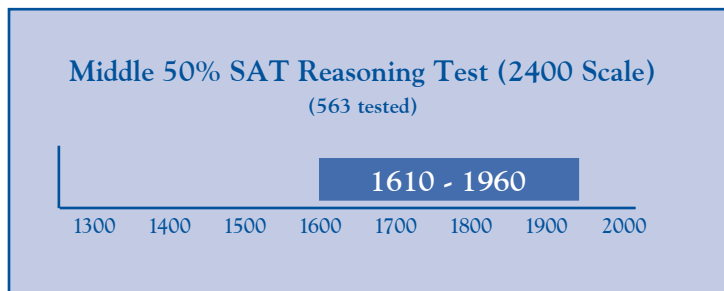 Middle 50% SAT Reasoning Test (2400 Scale)
(563 tested)
1610 - 1960
1300 1400 1500 1600 1700 1800 1900 2000